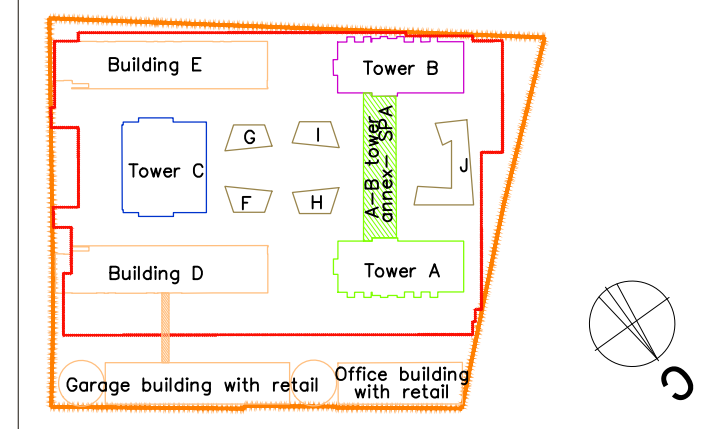 Building E
Tower B
G
I
A-B tower
annex- SPA
J
Tower C
F
H
Building D
Tower A
Garage building with retail
Office building
with retail
C